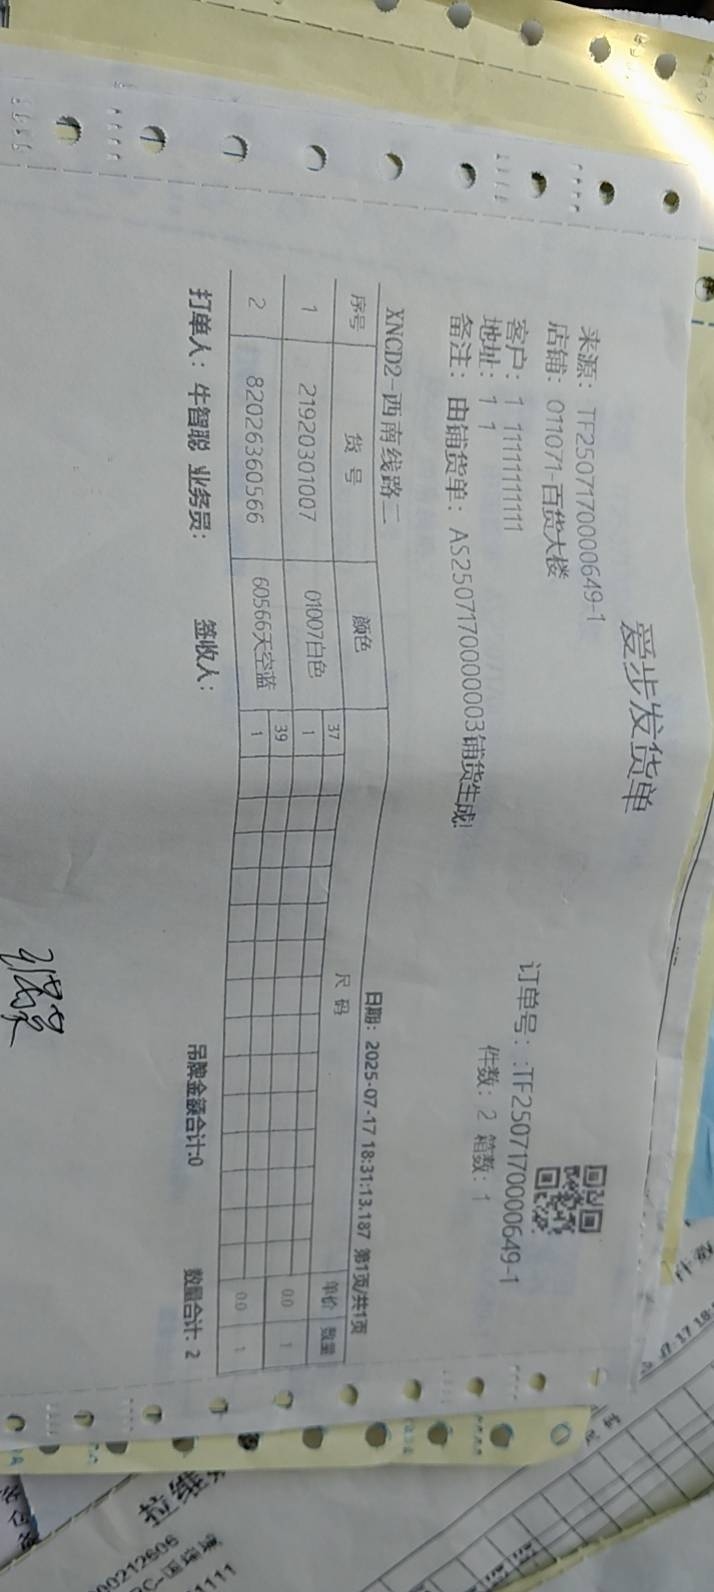 爱步发货单
来源：TF2507170000649-1
订单号：:TF2507170000649-1
店铺：011071-百货大楼
件数：2 箱数：1
客户：1 11111111111
地址：1 1
备注：由铺货单：AS2507170000003铺货生成!
XNCD2-西南线路二
日期：2025-07-17 18:31:13.187 第1页/共1页
序号 货号 颜色 尺码 单价 数量
37
1 21920301007 01007白色 1 0.0 1
39
2 82026360566 60566天空蓝 1 0.0 1
打单人：牛智聪 业务员： 签收人： 吊牌金额合计:0 数量合计: 2
拉维
000212606
1111